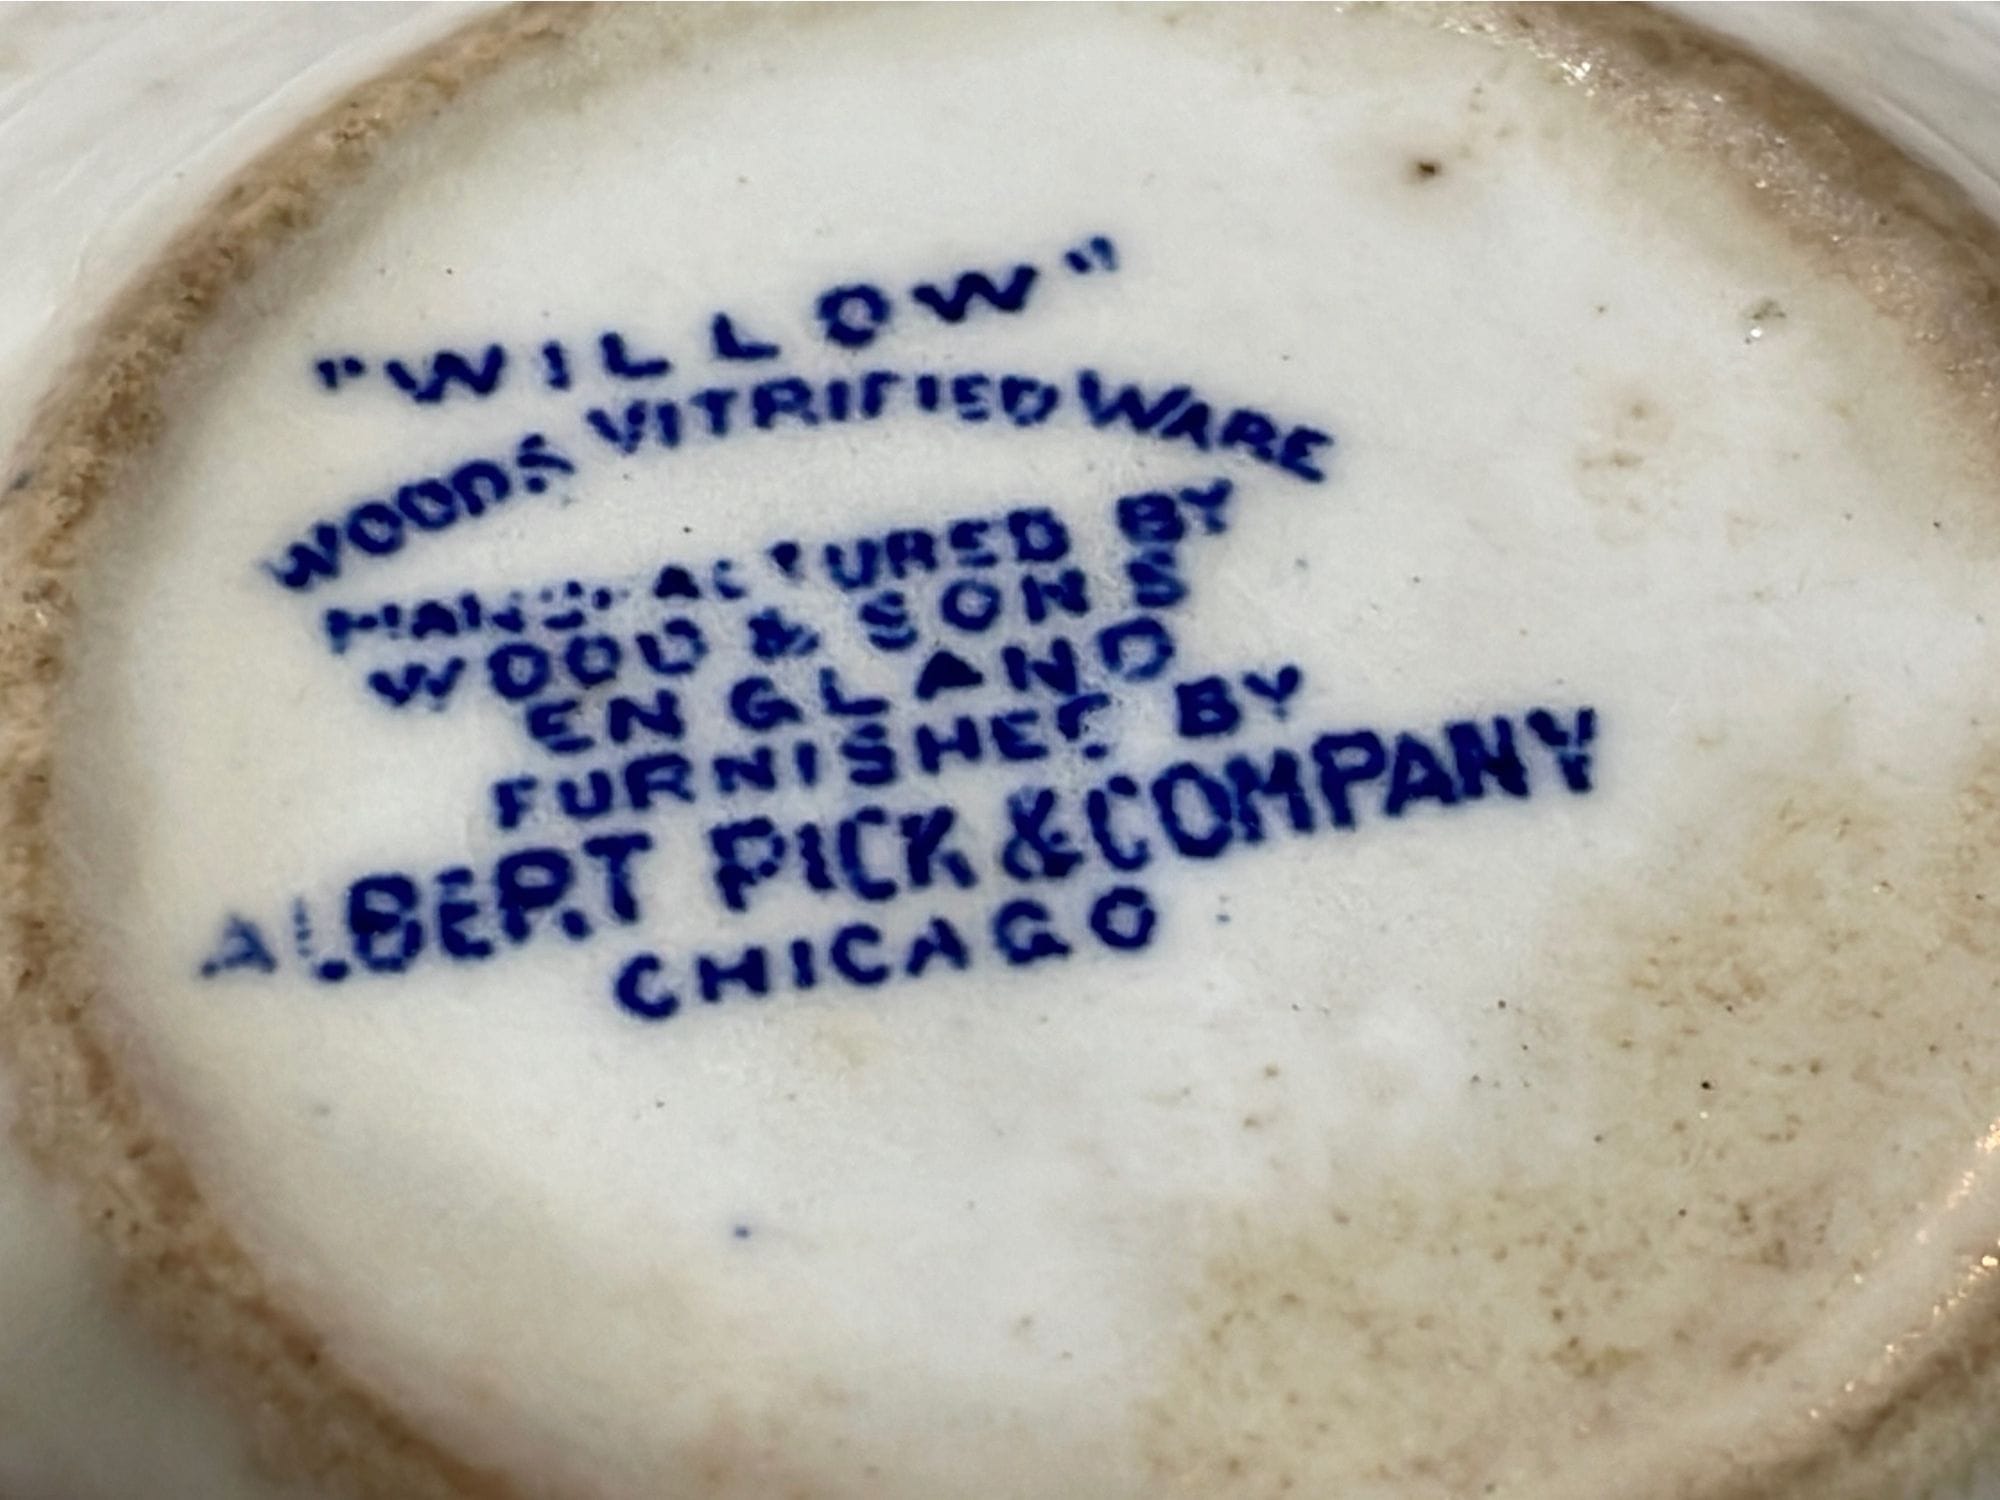 "WILLOW"
WOODS VITRIFIED WARE
MANUFACTURED BY
WOOD & SONS
ENGLAND
FURNISHED BY
ALBERT PICK & COMPANY
CHICAGO